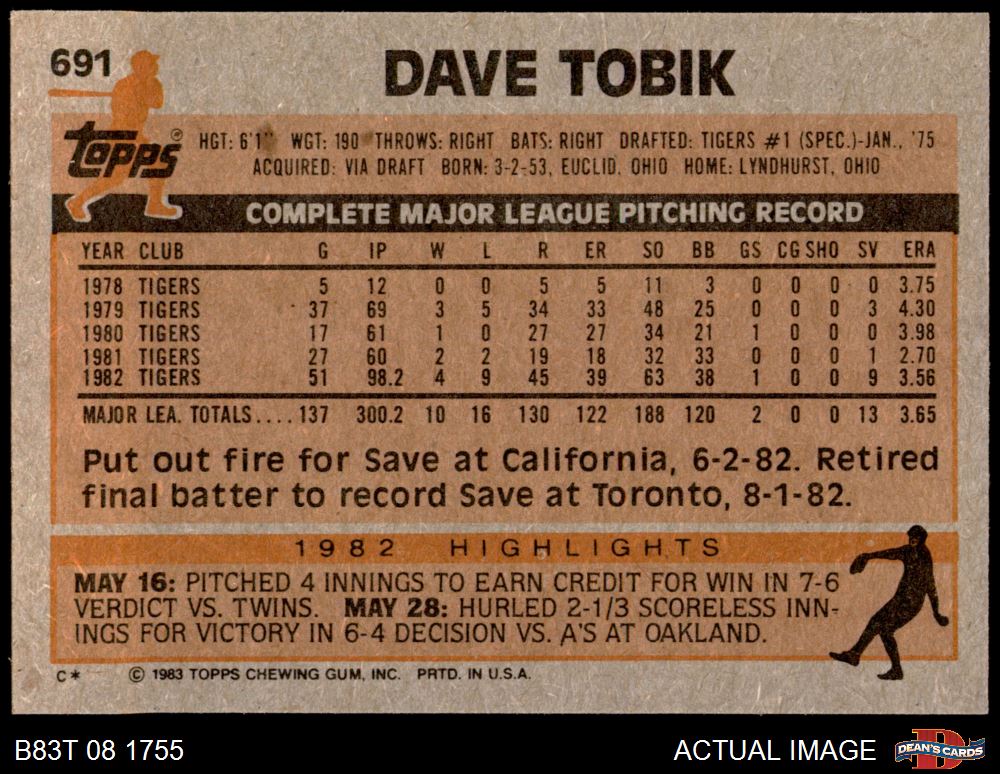 691
DAVE TOBIK
topps®
HGT: 6'1" WGT: 190 THROWS: RIGHT BATS: RIGHT DRAFTED: TIGERS #1 (SPEC.)-JAN., '75
ACQUIRED: VIA DRAFT BORN: 3-2-53, EUCLID, OHIO HOME: LYNDHURST, OHIO
COMPLETE MAJOR LEAGUE PITCHING RECORD
YEAR CLUB G IP W L R ER SO BB GS CG SHO SV ERA
1978 TIGERS 5 12 0 0 5 5 11 3 0 0 0 0 3.75
1979 TIGERS 37 69 3 5 34 33 48 25 0 0 0 3 4.30
1980 TIGERS 17 61 1 0 27 27 34 21 1 0 0 0 3.98
1981 TIGERS 27 60 2 2 19 18 32 33 0 0 0 1 2.70
1982 TIGERS 51 98.2 4 9 45 39 63 38 1 0 0 9 3.56
MAJOR LEA. TOTALS.... 137 300.2 10 16 130 122 188 120 2 0 0 13 3.65
Put out fire for Save at California, 6-2-82. Retired
final batter to record Save at Toronto, 8-1-82.
1982 HIGHLIGHTS
MAY 16: PITCHED 4 INNINGS TO EARN CREDIT FOR WIN IN 7-6
VERDICT VS. TWINS. MAY 28: HURLED 2-1/3 SCORELESS INN-
INGS FOR VICTORY IN 6-4 DECISION VS. A'S AT OAKLAND.
C* © 1983 TOPPS CHEWING GUM, INC. PRTD. IN U.S.A.
B83T 08 1755 ACTUAL IMAGE DEAN'S CARDS